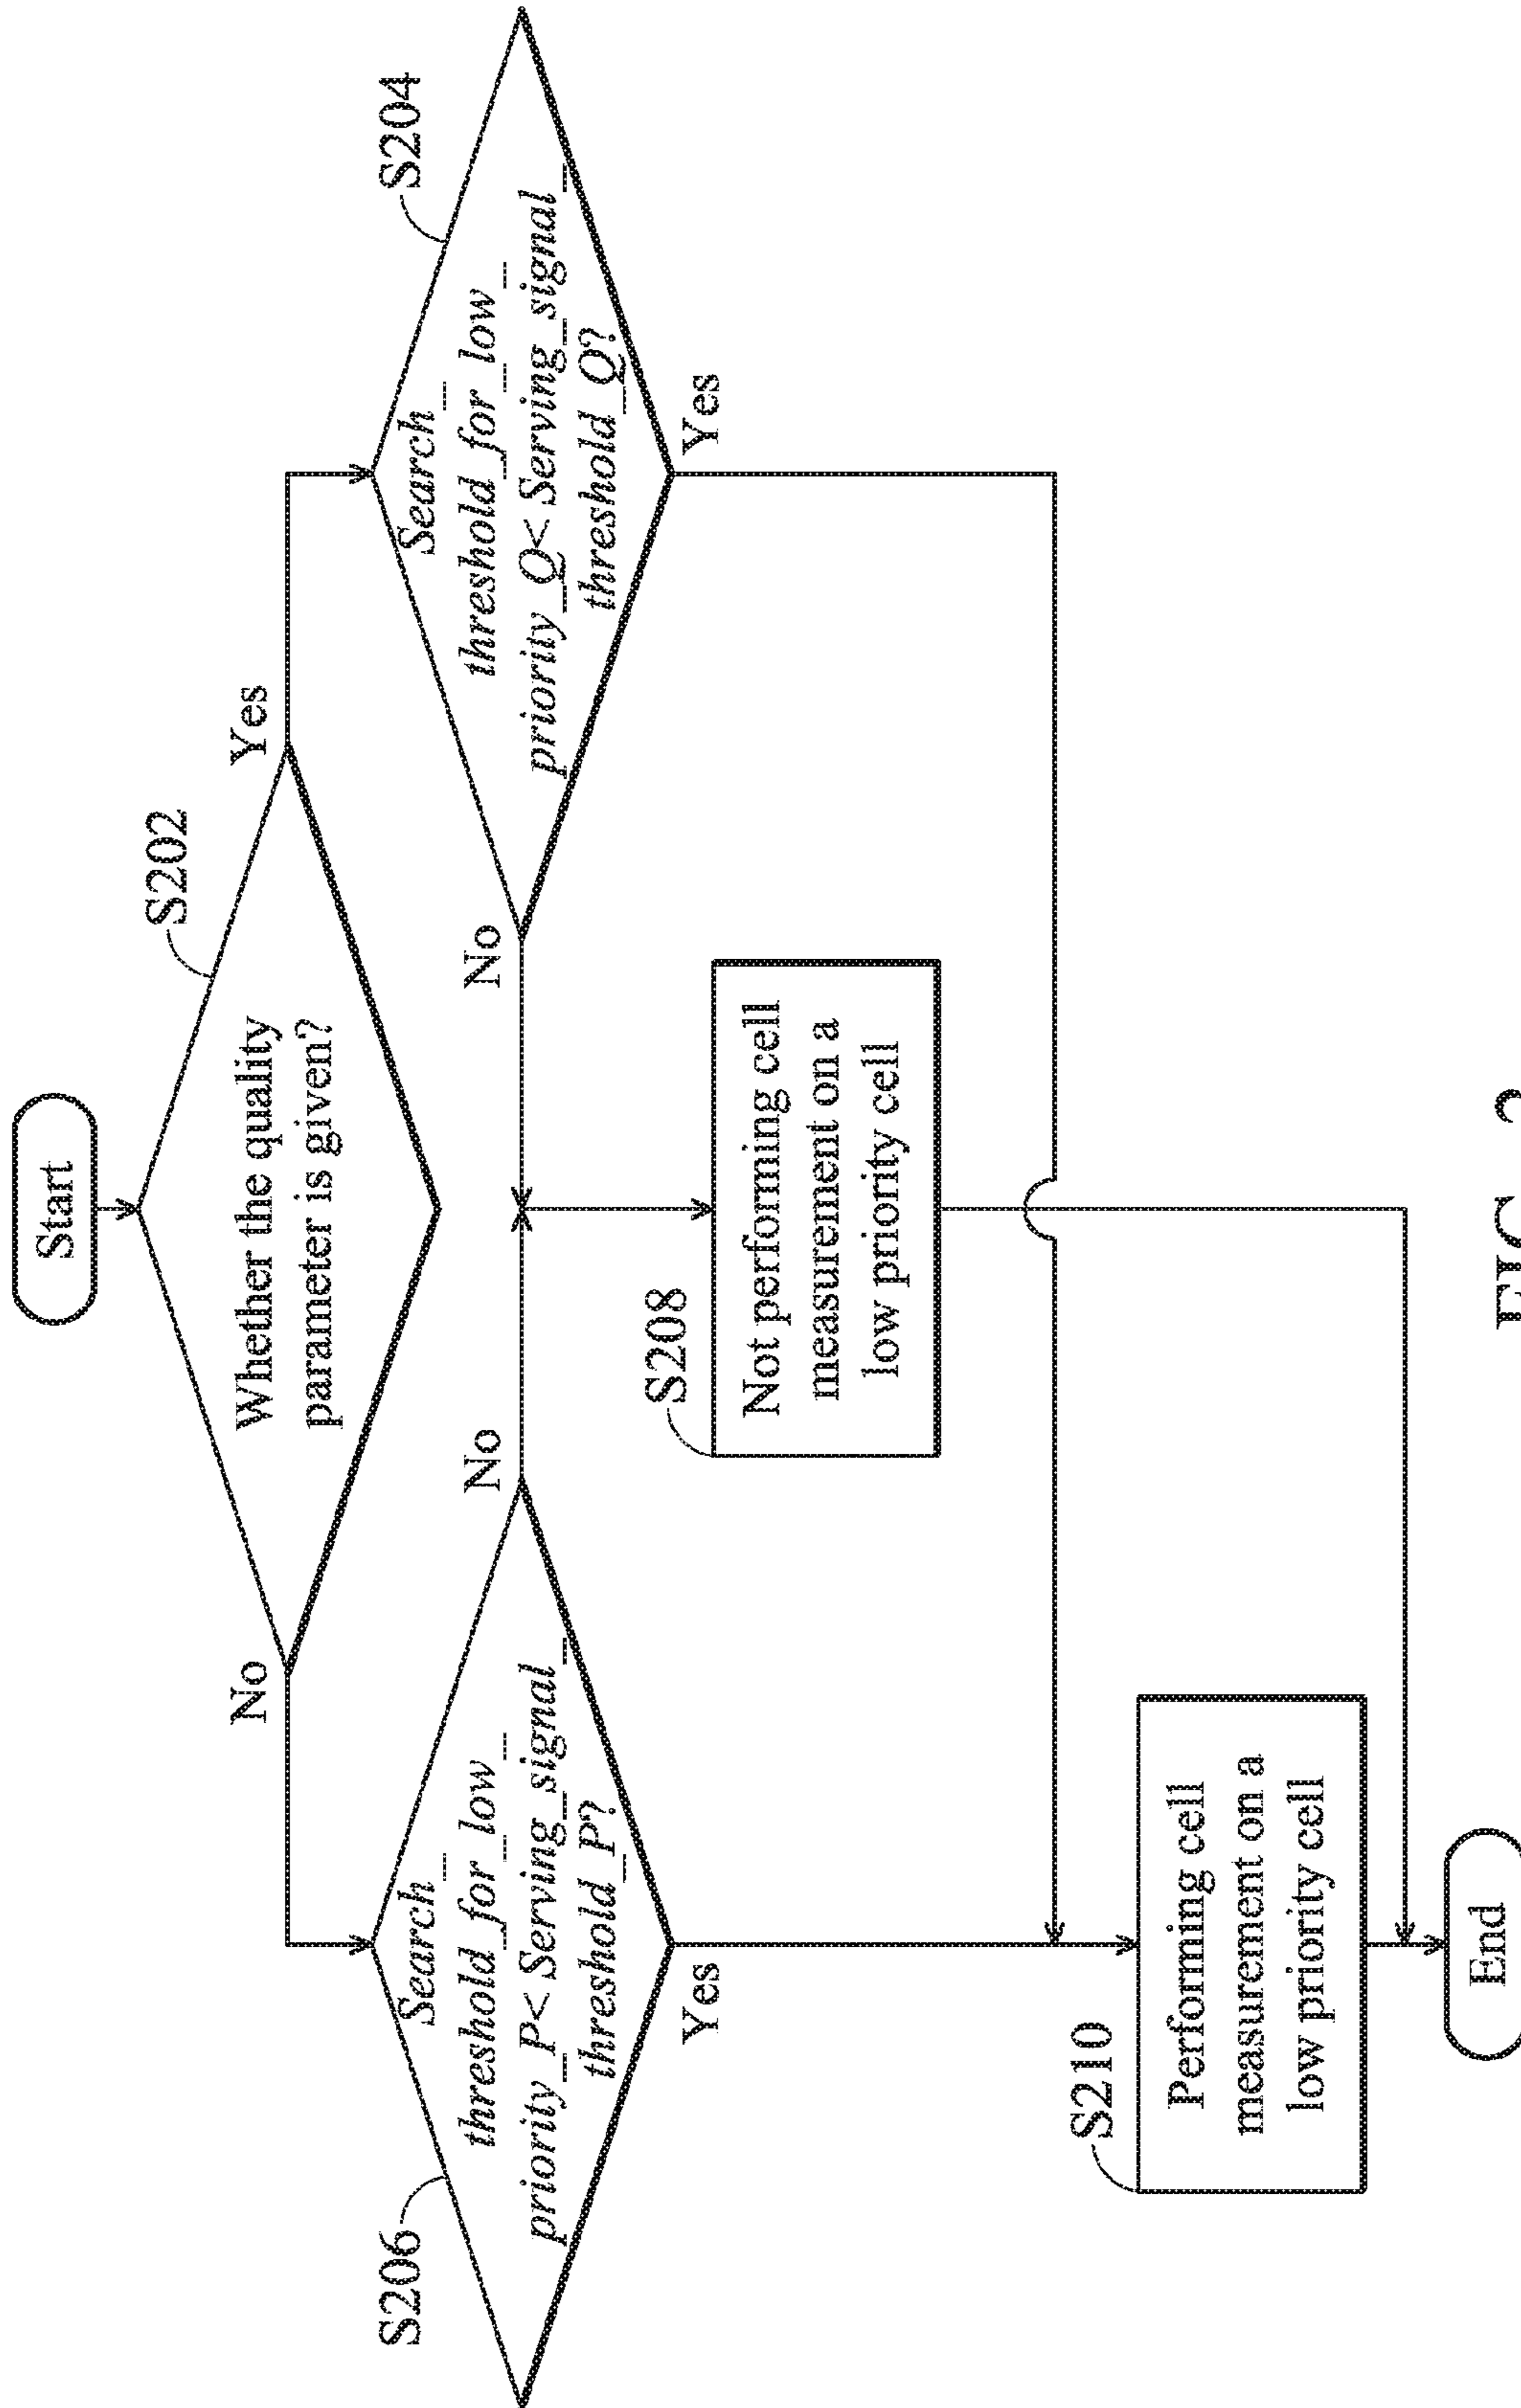 Start
S202
Whether the quality
parameter is given?
No
Yes
S206
Search_
threshold_for_low_
priority_P< Serving_signal_
threshold_P?
No
Yes
S204
Search_
threshold_for_low_
priority_Q< Serving_signal_
threshold_Q?
No
Yes
S208
Not performing cell
measurement on a
low priority cell
S210
Performing cell
measurement on a
low priority cell
End